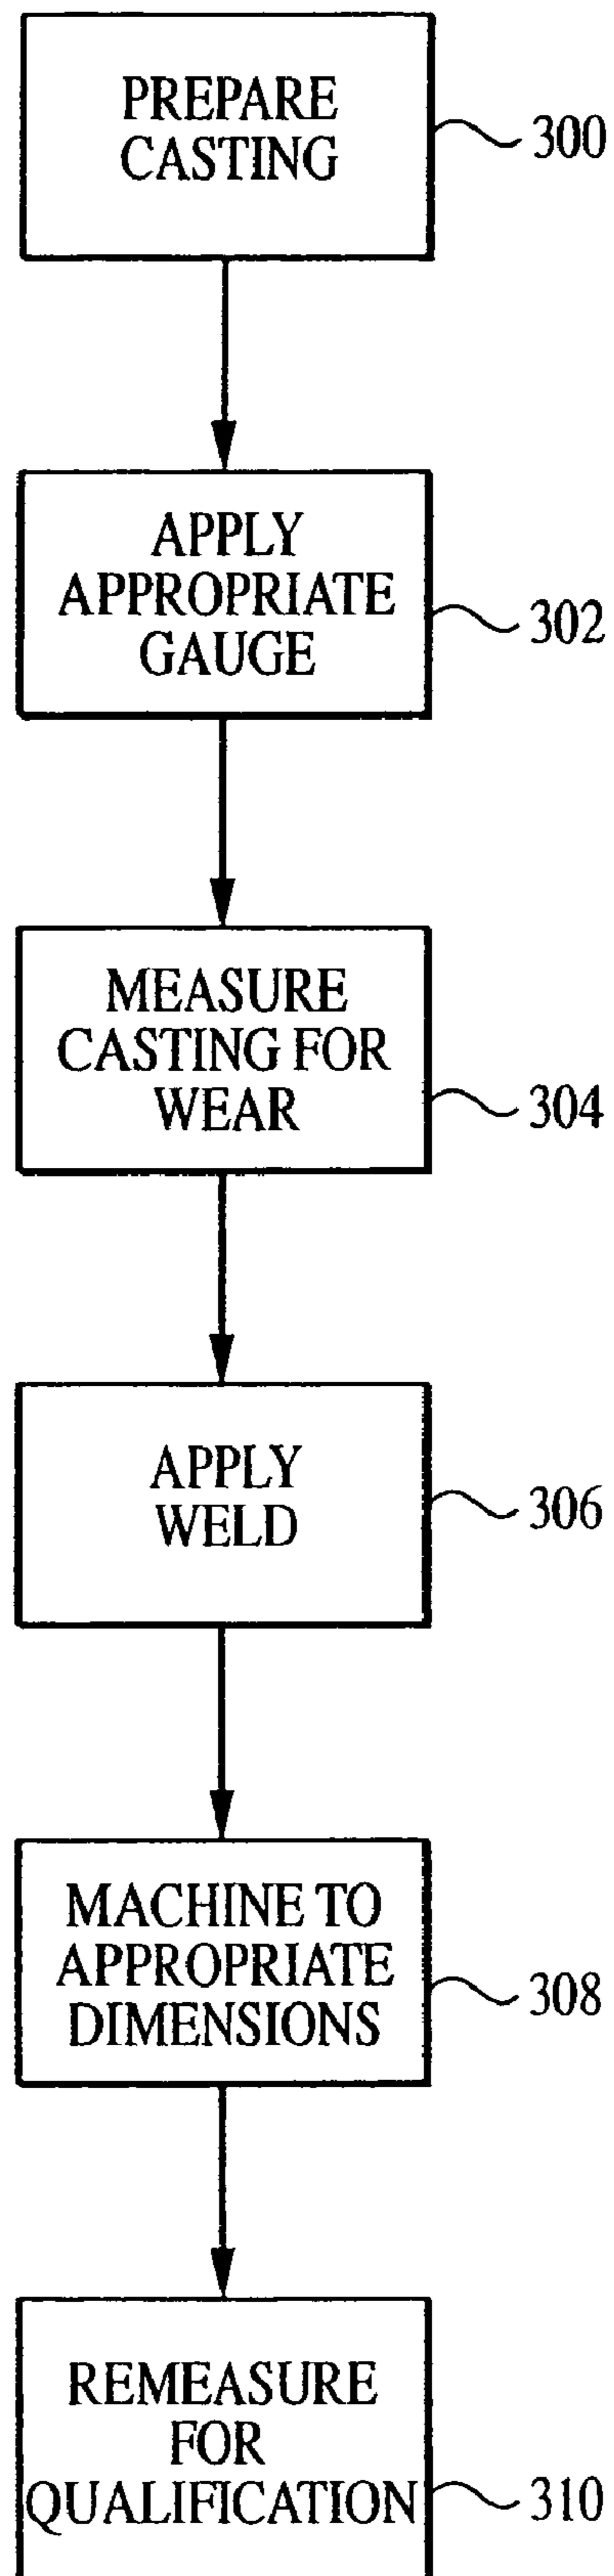 PREPARE
CASTING
300
APPLY
APPROPRIATE
GAUGE
302
MEASURE
CASTING FOR
WEAR
304
APPLY
WELD
306
MACHINE TO
APPROPRIATE
DIMENSIONS
308
REMEASURE
FOR
QUALIFICATION
310